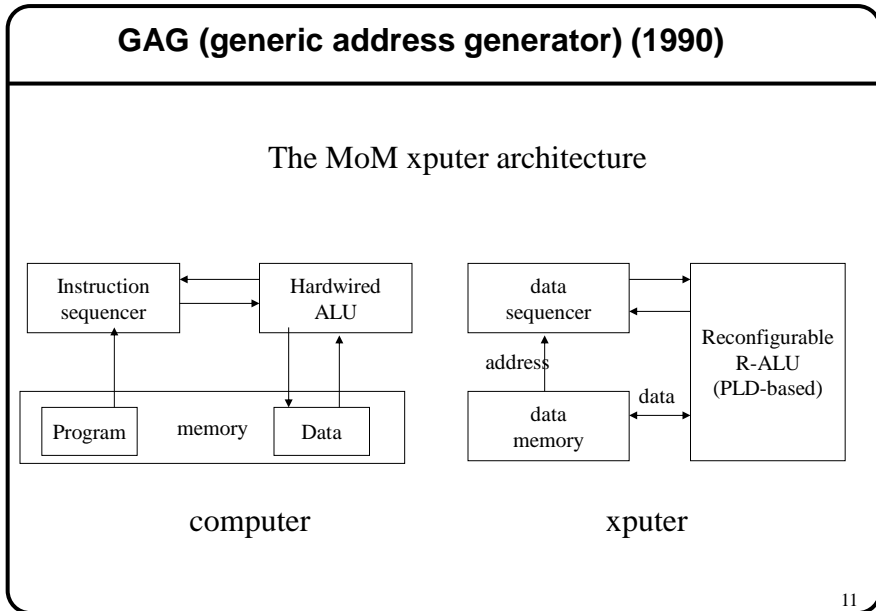 GAG (generic address generator) (1990)
The MoM xputer architecture
Instruction
sequencer
Hardwired
ALU
Program
memory
Data
computer
data
sequencer
address
data
memory
data
Reconfigurable
R-ALU
(PLD-based)
xputer
11